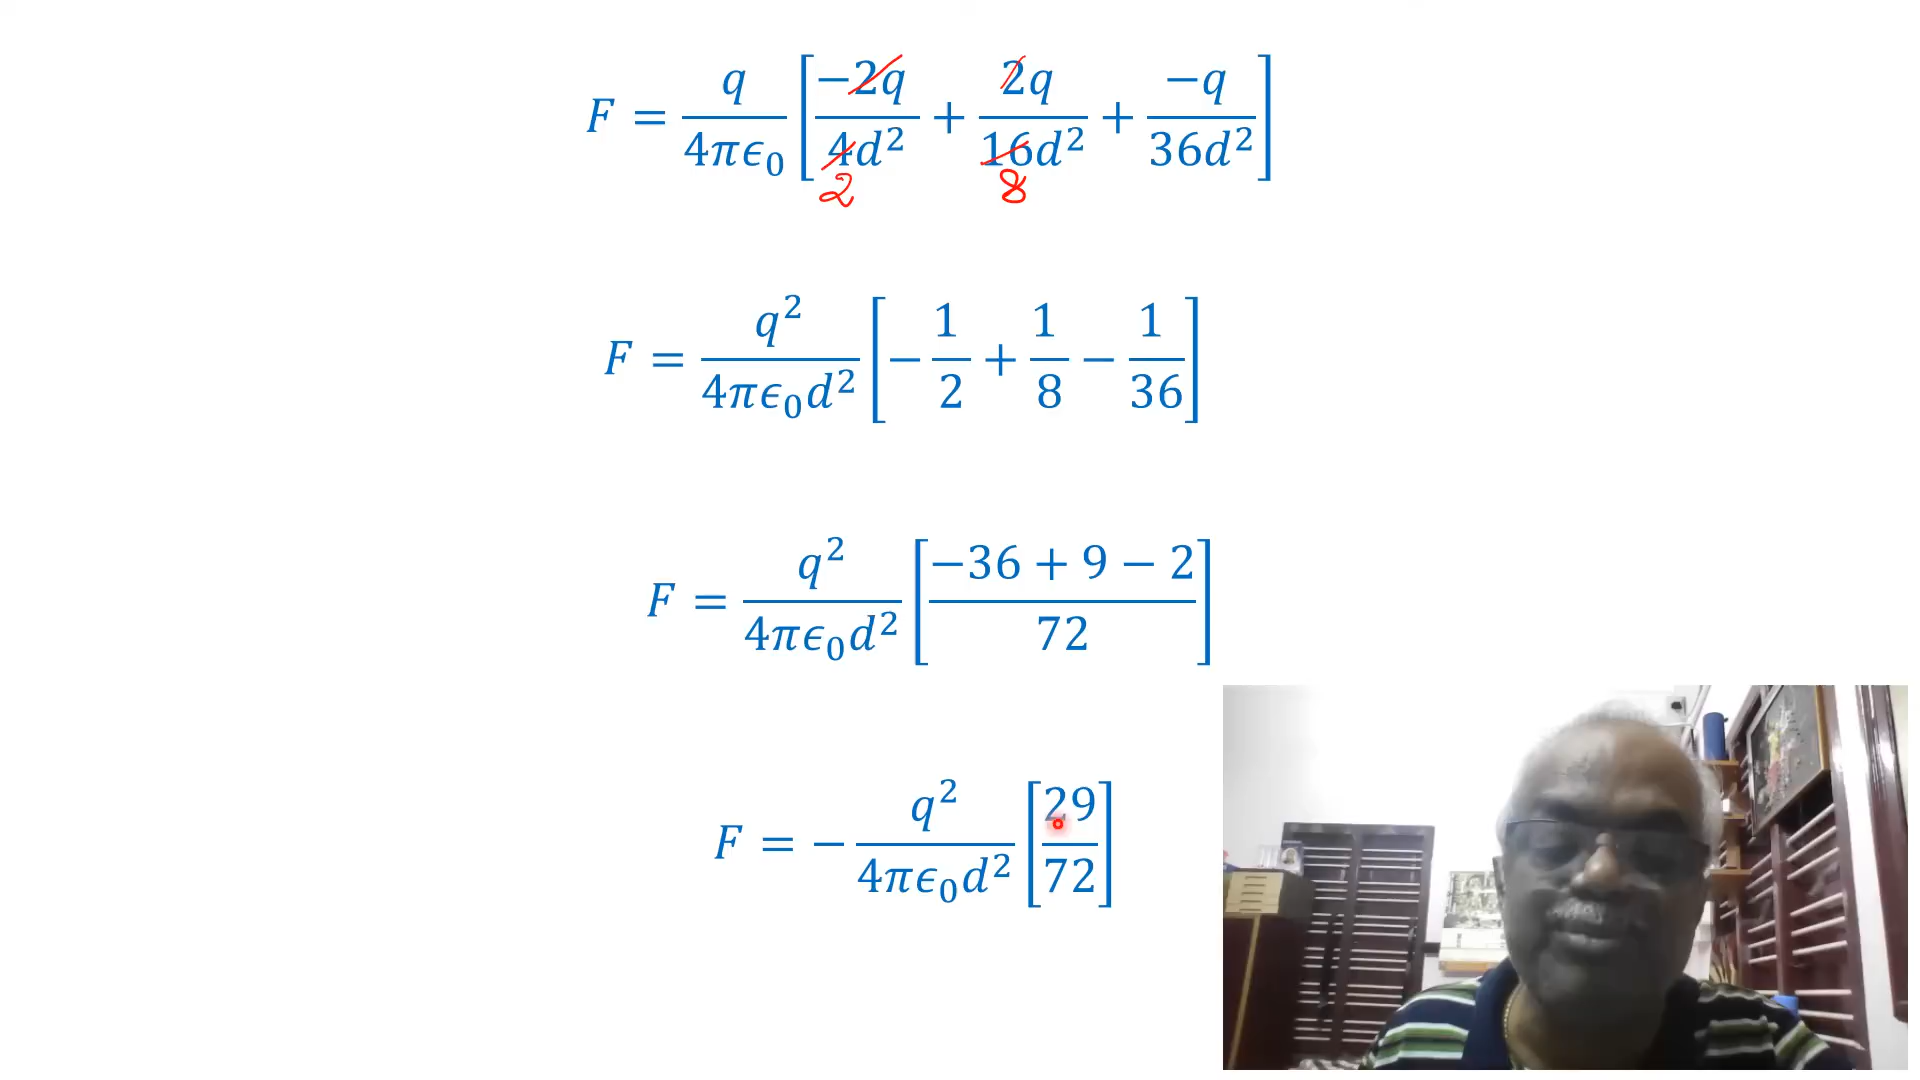 F = q/4πϵ₀ [−2q/4d² + 2q/16d² + −q/36d²]
2 8
F = q²/4πϵ₀d² [−1/2 + 1/8 − 1/36]
F = q²/4πϵ₀d² [−36 + 9 − 2/72]
F = − q²/4πϵ₀d² [29/72]